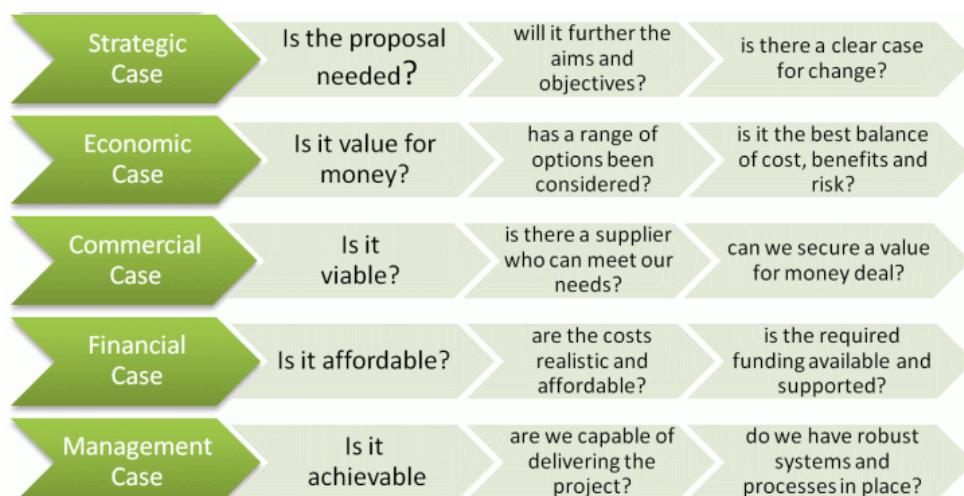 Strategic
Case
Is the proposal
needed?
will it further the
aims and
objectives?
is there a clear case
for change?
Economic
Case
Is it value for
money?
has a range of
options been
considered?
is it the best balance
of cost, benefits and
risk?
Commercial
Case
Is it
viable?
is there a supplier
who can meet our
needs?
can we secure a value
for money deal?
Financial
Case
Is it affordable?
are the costs
realistic and
affordable?
is the required
funding available and
supported?
Management
Case
Is it
achievable
are we capable of
delivering the
project?
do we have robust
systems and
processes in place?